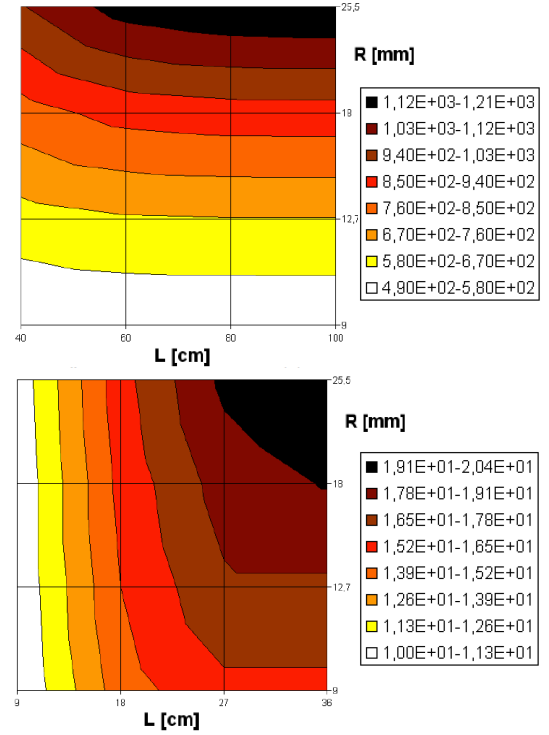 25,5
R [mm]
1,12E+03-1,21E+03
1,03E+03-1,12E+03
9,40E+02-1,03E+03
8,50E+02-9,40E+02
7,60E+02-8,50E+02
6,70E+02-7,60E+02
5,80E+02-6,70E+02
4,90E+02-5,80E+02
18
12,7
9
40
60
80
100
L [cm]
25,5
R [mm]
1,91E+01-2,04E+01
1,78E+01-1,91E+01
1,65E+01-1,78E+01
1,52E+01-1,65E+01
1,39E+01-1,52E+01
1,26E+01-1,39E+01
1,13E+01-1,26E+01
1,00E+01-1,13E+01
18
12,7
9
9
18
27
36
L [cm]